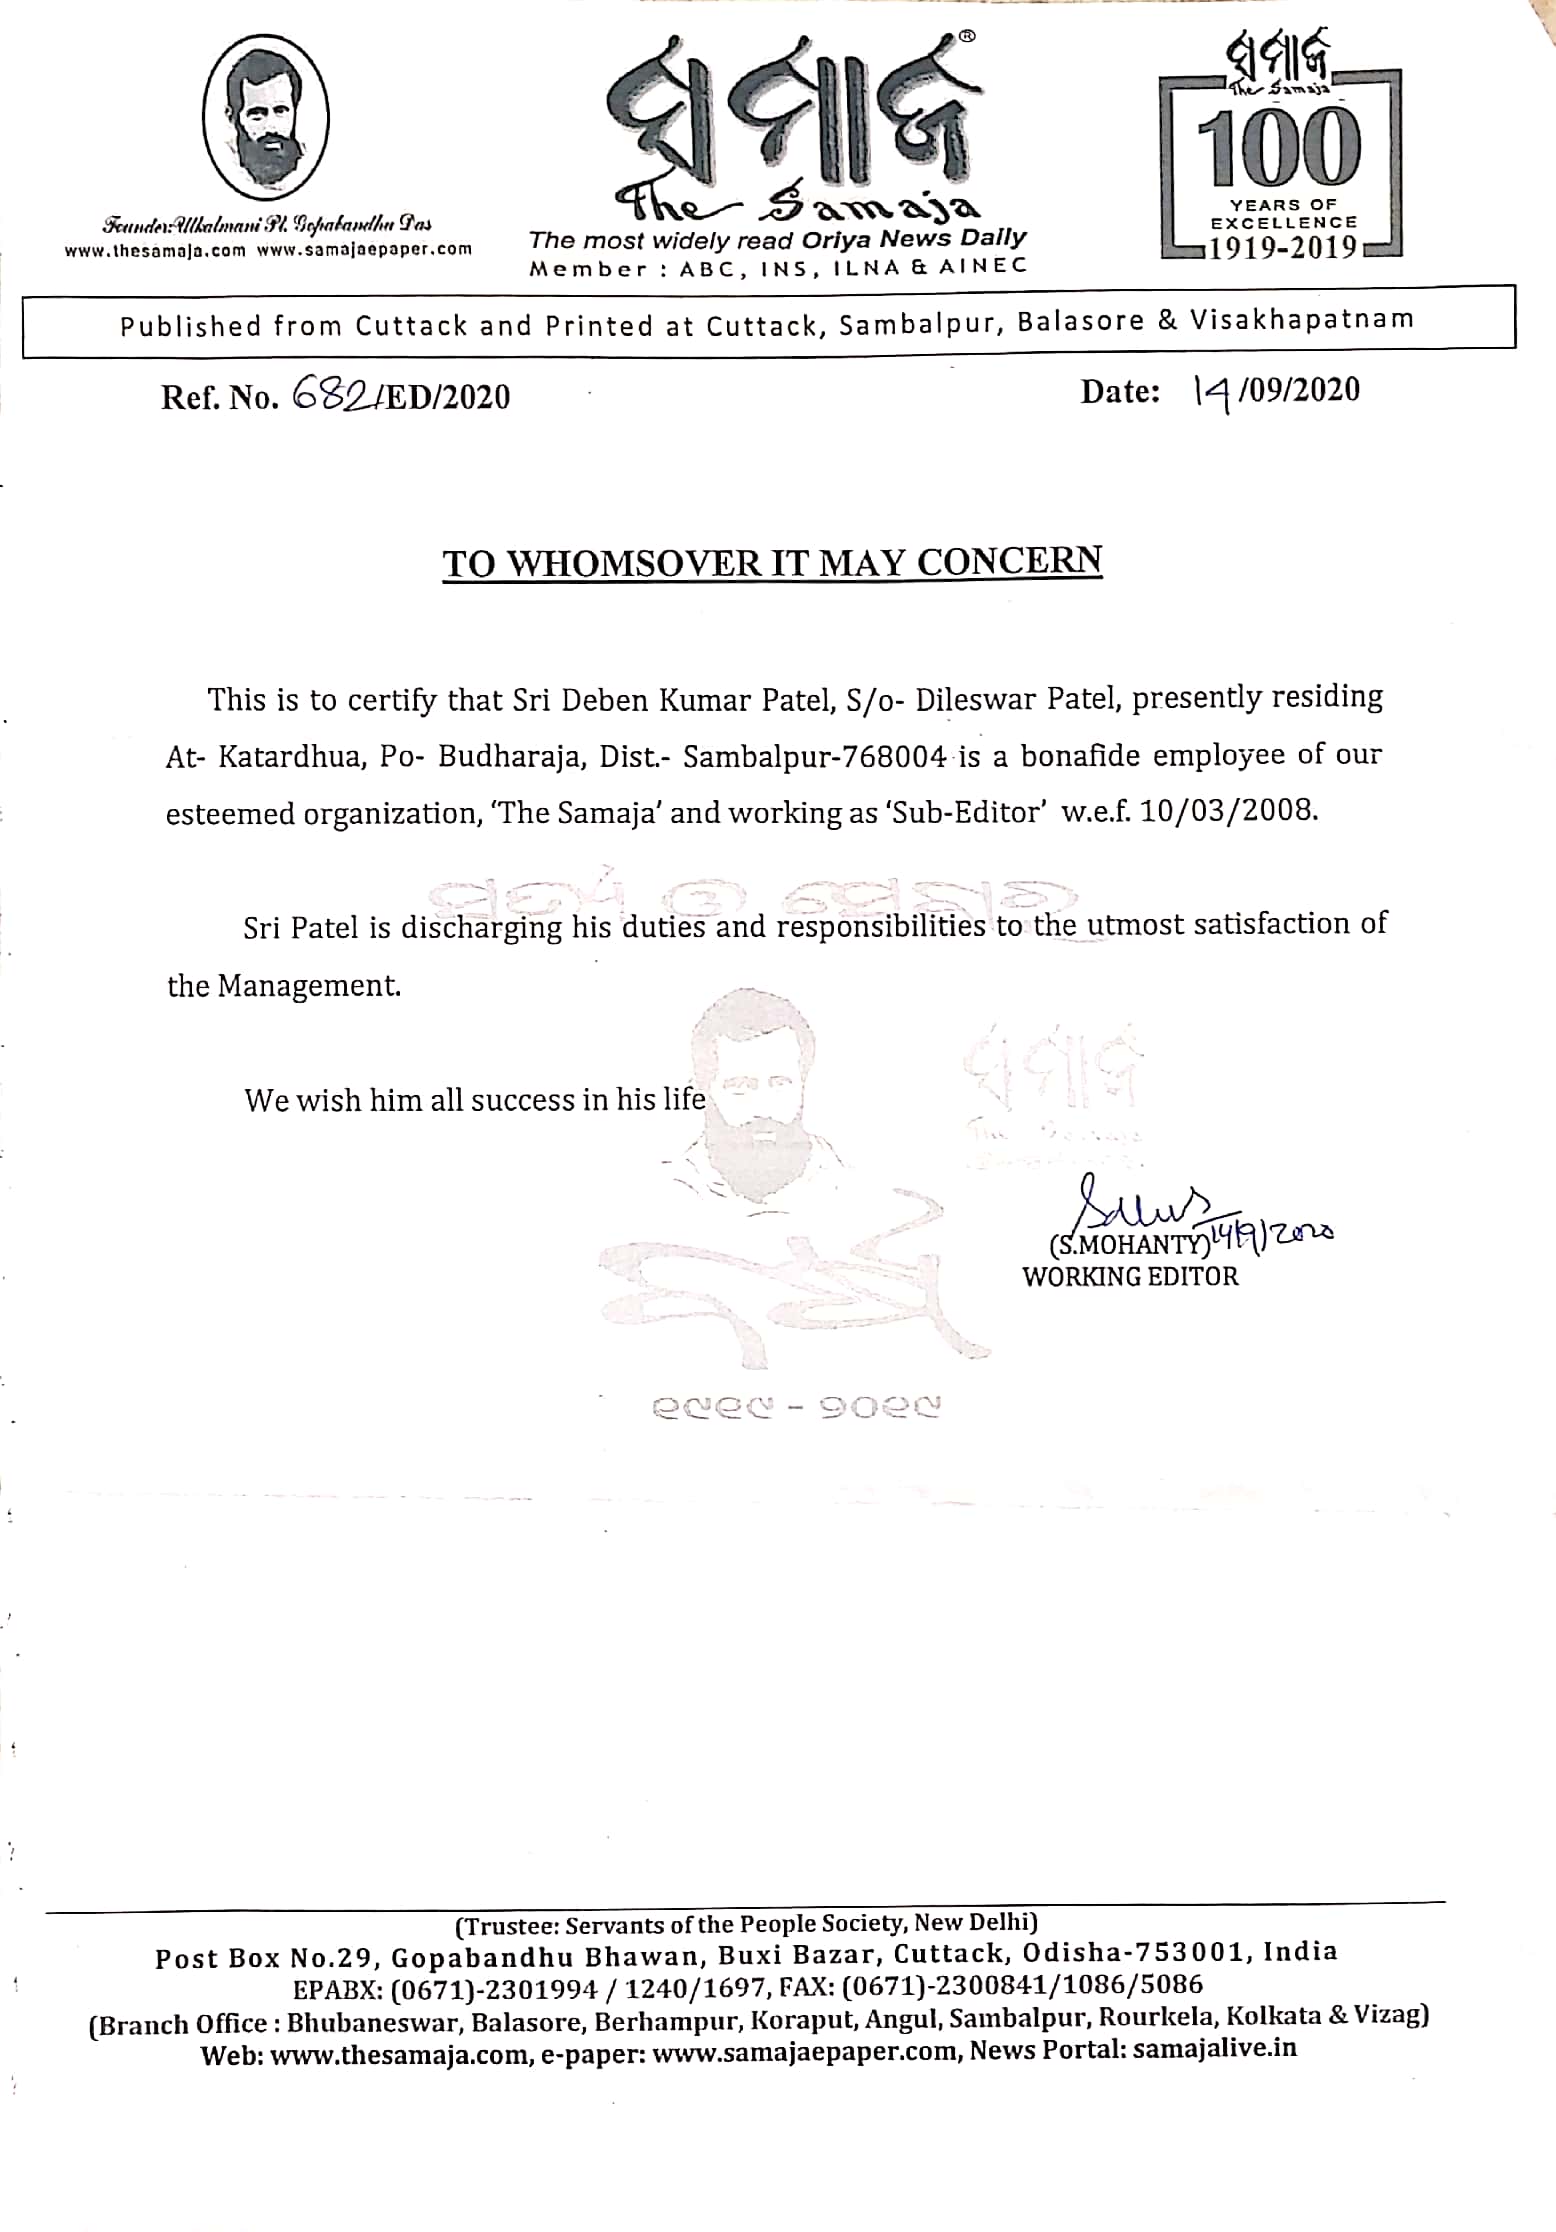 ସମାଜ ®
The Samaja
Founder: Utkalmani Pt. Gopabandhu Das
www.thesamaja.com www.samajaepaper.com
The most widely read Oriya News Daily
Member : ABC, INS, ILNA & AINEC
ସମାଜ
The Samaja
100
YEARS OF
EXCELLENCE
1919-2019
Published from Cuttack and Printed at Cuttack, Sambalpur, Balasore & Visakhapatnam
Ref. No. 682/ED/2020
Date: 14/09/2020
TO WHOMSOVER IT MAY CONCERN
This is to certify that Sri Deben Kumar Patel, S/o- Dileswar Patel, presently residing
At- Katardhua, Po- Budharaja, Dist.- Sambalpur-768004 is a bonafide employee of our
esteemed organization, ‘The Samaja’ and working as ‘Sub-Editor’ w.e.f. 10/03/2008.
Sri Patel is discharging his duties and responsibilities to the utmost satisfaction of
the Management.
We wish him all success in his life
ସମାଜ
The Samaja
14/9/2020
(S.MOHANTY)
WORKING EDITOR
୧୯୧୯ - ୨୦୧୯
(Trustee: Servants of the People Society, New Delhi)
Post Box No.29, Gopabandhu Bhawan, Buxi Bazar, Cuttack, Odisha-753001, India
EPABX: (0671)-2301994 / 1240/1697, FAX: (0671)-2300841/1086/5086
(Branch Office : Bhubaneswar, Balasore, Berhampur, Koraput, Angul, Sambalpur, Rourkela, Kolkata & Vizag)
Web: www.thesamaja.com, e-paper: www.samajaepaper.com, News Portal: samajalive.in